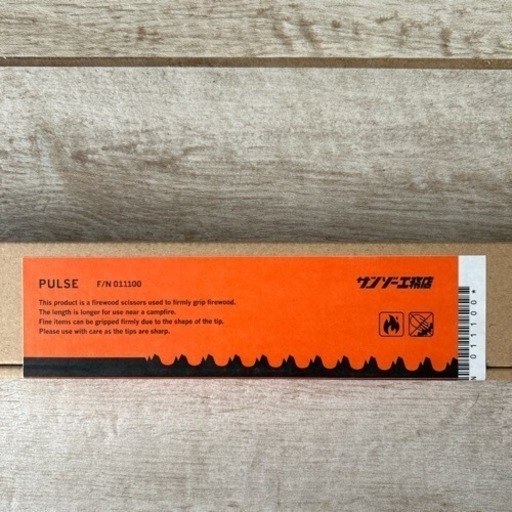 PULSE F/N 011100
サンゾー工務店
This product is a firewood scissors used to firmly grip firewood.
The length is longer for use near a campfire.
Fine items can be gripped firmly due to the shape of the tip.
Please use with care as the tips are sharp.
N 011100*